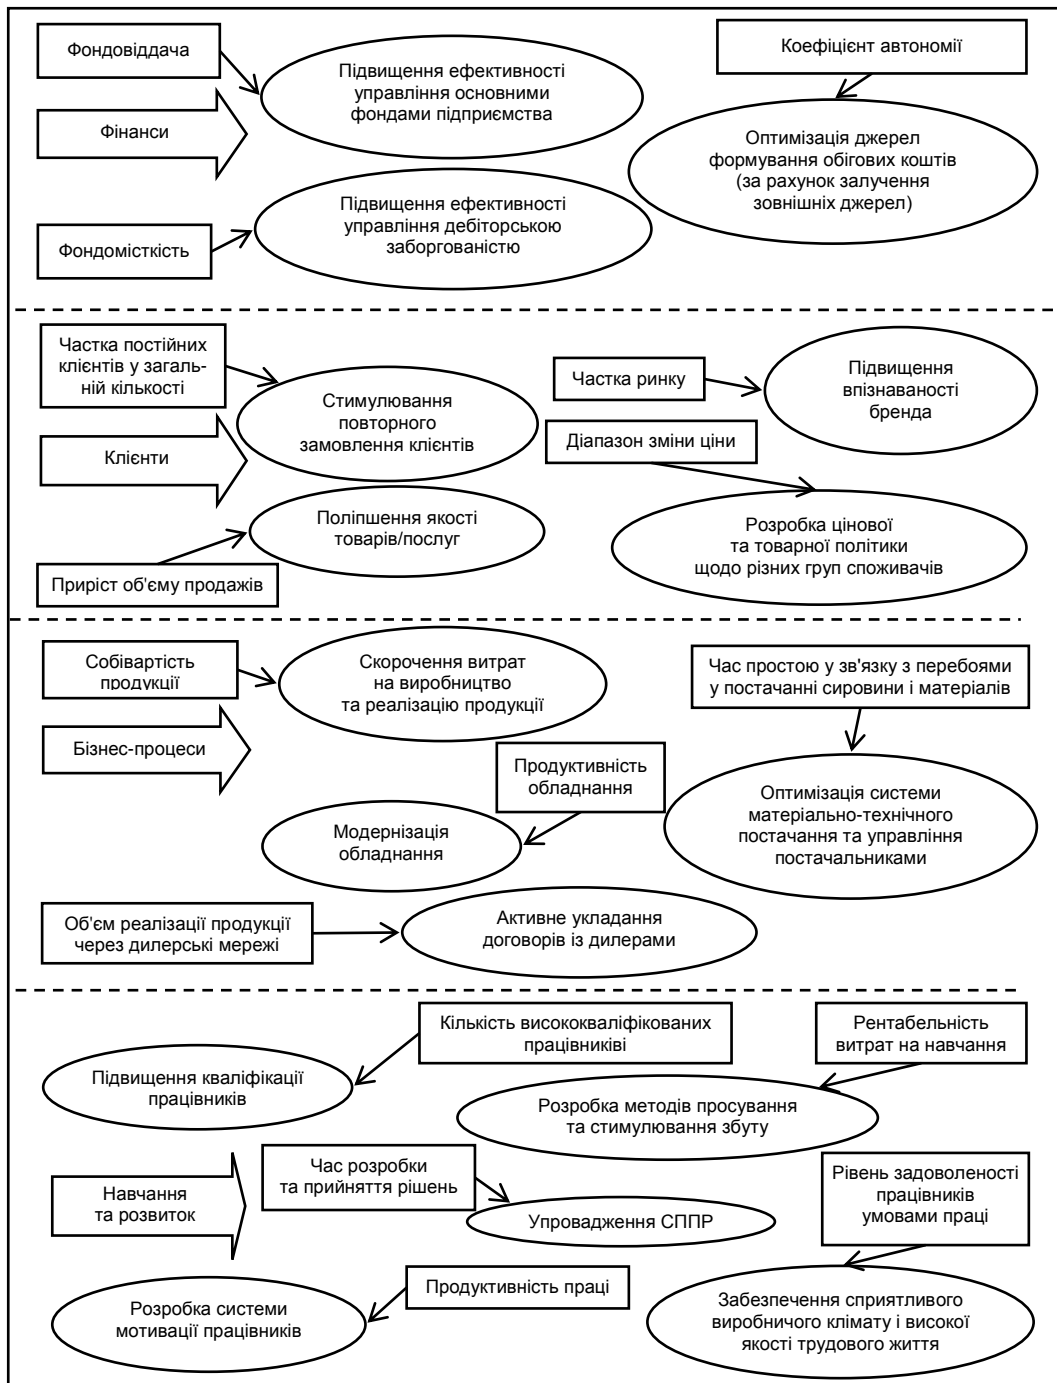 Фондовіддача
Підвищення ефективності
управління основними
фондами підприємства
Коефіцієнт автономії
Фінанси
Оптимізація джерел
формування обігових коштів
(за рахунок залучення
зовнішніх джерел)
Підвищення ефективності
управління дебіторською
заборгованістю
Фондомісткість
Частка постійних
клієнтів у загаль-
ній кількості
Стимулювання
повторного
замовлення клієнтів
Частка ринку
Підвищення
впізнаваності
бренда
Клієнти
Діапазон зміни ціни
Поліпшення якості
товарів/послуг
Розробка цінової
та товарної політики
щодо різних груп споживачів
Приріст об'єму продажів
Собівартість
продукції
Скорочення витрат
на виробництво
та реалізацію продукції
Час простою у зв'язку з перебоями
у постачанні сировини і матеріалів
Бізнес-процеси
Продуктивність
обладнання
Оптимізація системи
матеріально-технічного
постачання та управління
постачальниками
Модернізація
обладнання
Об'єм реалізації продукції
через дилерські мережі
Активне укладання
договорів із дилерами
Кількість висококваліфікованих
працівниківі
Рентабельність
витрат на навчання
Підвищення кваліфікації
працівників
Розробка методів просування
та стимулювання збуту
Навчання
та розвиток
Час розробки
та прийняття рішень
Упровадження СППР
Рівень задоволеності
працівників
умовами праці
Продуктивність праці
Розробка системи
мотивації працівників
Забезпечення сприятливого
виробничого клімату і високої
якості трудового життя